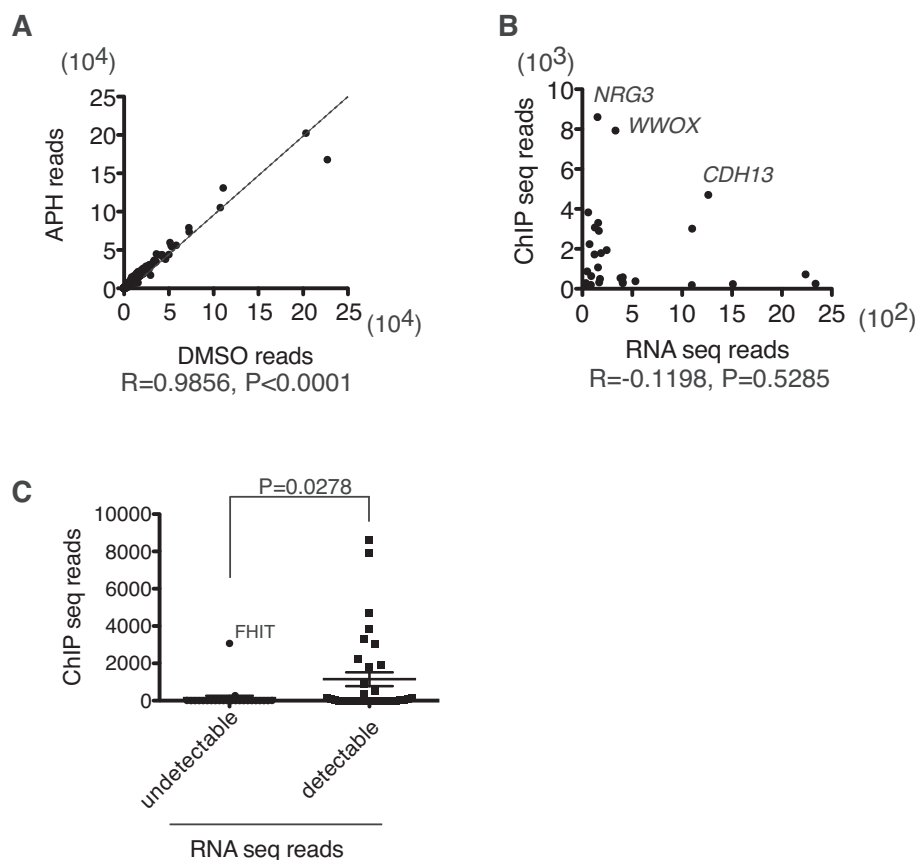 A
(10⁴)
APH reads
25
20
15
10
5
0
0 5 10 15 20 25
(10⁴)
DMSO reads
R=0.9856, P<0.0001
B
(10³)
ChIP seq reads
10
8
6
4
2
0
NRG3
WWOX
CDH13
0 5 10 15 20 25
(10²)
RNA seq reads
R=-0.1198, P=0.5285
C
P=0.0278
ChIP seq reads
10000
8000
6000
4000
2000
0
FHIT
undetectable
detectable
RNA seq reads